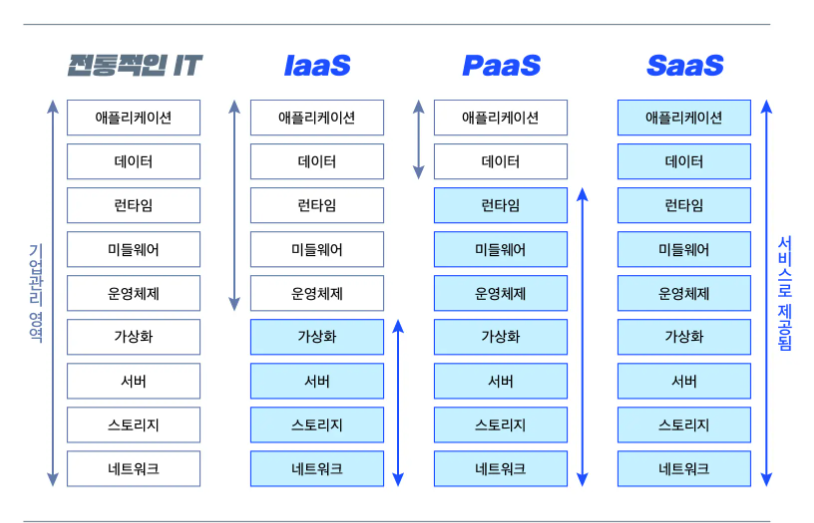 전통적인 IT
IaaS
PaaS
SaaS
기업관리 영역
애플리케이션
데이터
런타임
미들웨어
운영체제
가상화
서버
스토리지
네트워크
애플리케이션
데이터
런타임
미들웨어
운영체제
가상화
서버
스토리지
네트워크
애플리케이션
데이터
런타임
미들웨어
운영체제
가상화
서버
스토리지
네트워크
애플리케이션
데이터
런타임
미들웨어
운영체제
가상화
서버
스토리지
네트워크
서비스로 제공됨